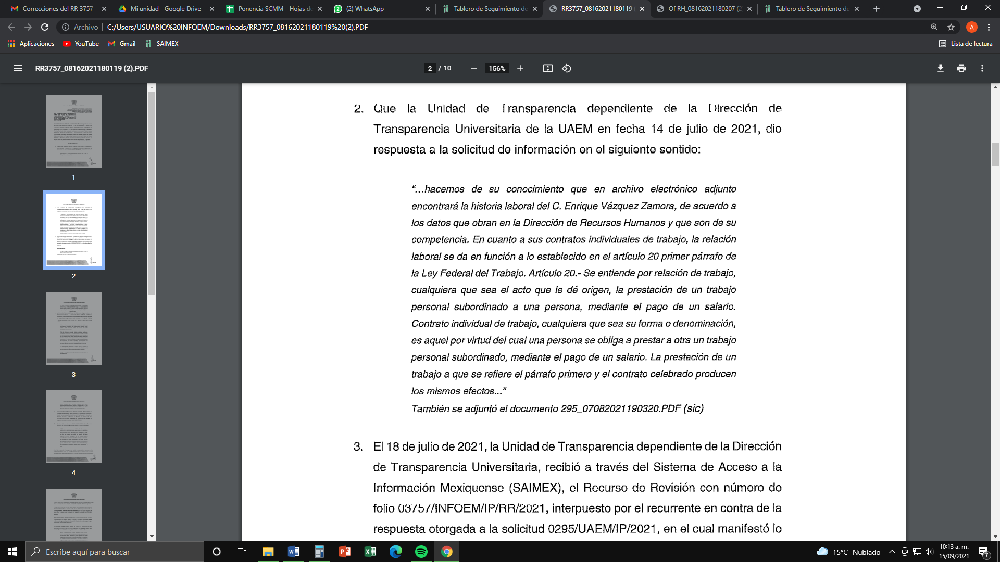 Correcciones del RR 3757 -
Mi unidad - Google Drive
Ponencia SCMM - Hojas de
(2) WhatsApp
Tablero de Seguimiento de
RR3757_08162021180119
Of RH_08162021180207 (2
Tablero de Seguimiento de
Archivo
C:/Users/USUARIO%20INFOEM/Downloads/RR3757_08162021180119%20(2).PDF
A
Aplicaciones
YouTube
Gmail
SAIMEX
Lista de lectura
RR3757_08162021180119 (2).PDF
2 / 10
156%
1
2
3
4
2. Que la Unidad de Transparencia dependiente de la Dirección de
Transparencia Universitaria de la UAEM en fecha 14 de julio de 2021, dio
respuesta a la solicitud de información en el siguiente sentido:
“...hacemos de su conocimiento que en archivo electrónico adjunto
encontrará la historia laboral del C. Enrique Vázquez Zamora, de acuerdo a
los datos que obran en la Dirección de Recursos Humanos y que son de su
competencia. En cuanto a sus contratos individuales de trabajo, la relación
laboral se da en función a lo establecido en el artículo 20 primer párrafo de
la Ley Federal del Trabajo. Artículo 20.- Se entiende por relación de trabajo,
cualquiera que sea el acto que le dé origen, la prestación de un trabajo
personal subordinado a una persona, mediante el pago de un salario.
Contrato individual de trabajo, cualquiera que sea su forma o denominación,
es aquel por virtud del cual una persona se obliga a prestar a otra un trabajo
personal subordinado, mediante el pago de un salario. La prestación de un
trabajo a que se refiere el párrafo primero y el contrato celebrado producen
los mismos efectos...”
También se adjuntó el documento 295_07082021190320.PDF (sic)
3. El 18 de julio de 2021, la Unidad de Transparencia dependiente de la Dirección
de Transparencia Universitaria, recibió a través del Sistema de Acceso a la
Información Mexiquense (SAIMEX), el Recurso de Revisión con número de
folio 03757/INFOEM/IP/RR/2021, interpuesto por el recurrente en contra de la
respuesta otorgada a la solicitud 0295/UAEM/IP/2021, en el cual manifestó lo
Escribe aquí para buscar
15°C Nublado
10:13 a. m.
15/09/2021
7